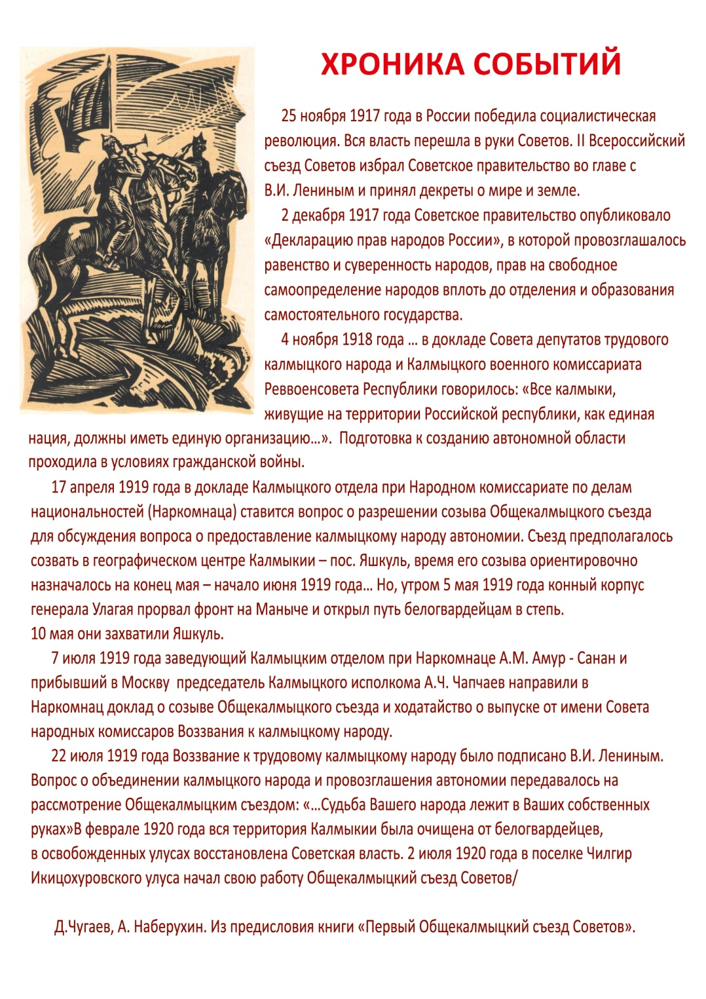 ХРОНИКА СОБЫТИЙ
25 ноября 1917 года в России победила социалистическая
революция. Вся власть перешла в руки Советов. II Всероссийский
съезд Советов избрал Советское правительство во главе с
В.И. Лениным и принял декреты о мире и земле.
2 декабря 1917 года Советское правительство опубликовало
«Декларацию прав народов России», в которой провозглашалось
равенство и суверенность народов, прав на свободное
самоопределение народов вплоть до отделения и образования
самостоятельного государства.
4 ноября 1918 года ... в докладе Совета депутатов трудового
калмыцкого народа и Калмыцкого военного комиссариата
Реввоенсовета Республики говорилось: «Все калмыки,
живущие на территории Российской республики, как единая
нация, должны иметь единую организацию...». Подготовка к созданию автономной области
проходила в условиях гражданской войны.
17 апреля 1919 года в докладе Калмыцкого отдела при Народном комиссариате по делам
национальностей (Наркомнаца) ставится вопрос о разрешении созыва Общекалмыцкого съезда
для обсуждения вопроса о предоставление калмыцкому народу автономии. Съезд предполагалось
созвать в географическом центре Калмыкии – пос. Яшкуль, время его созыва ориентировочно
назначалось на конец мая – начало июня 1919 года... Но, утром 5 мая 1919 года конный корпус
генерала Улагая прорвал фронт на Маныче и открыл путь белогвардейцам в степь.
10 мая они захватили Яшкуль.
7 июля 1919 года заведующий Калмыцким отделом при Наркомнаце А.М. Амур - Санан и
прибывший в Москву председатель Калмыцкого исполкома А.Ч. Чапчаев направили в
Наркомнац доклад о созыве Общекалмыцкого съезда и ходатайство о выпуске от имени Совета
народных комиссаров Воззвания к калмыцкому народу.
22 июля 1919 года Воззвание к трудовому калмыцкому народу было подписано В.И. Лениным.
Вопрос о объединении калмыцкого народа и провозглашения автономии передавалось на
рассмотрение Общекалмыцким съездом: «...Судьба Вашего народа лежит в Ваших собственных
руках»В феврале 1920 года вся территория Калмыкии была очищена от белогвардейцев,
в освобожденных улусах восстановлена Советская власть. 2 июля 1920 года в поселке Чилгир
Икицохуровского улуса начал свою работу Общекалмыцкий съезд Советов/
Д.Чугаев, А. Наберухин. Из предисловия книги «Первый Общекалмыцкий съезд Советов».